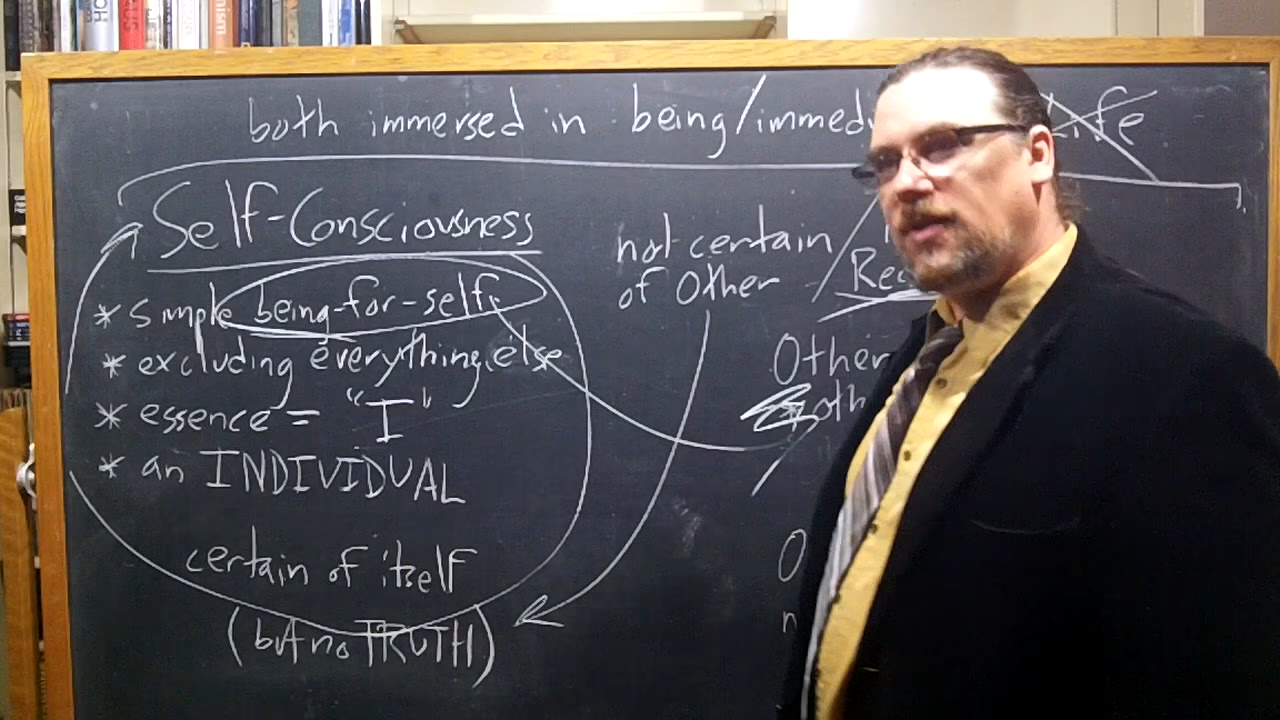 both immersed in being/immedi
Life
Self-Consciousness
not certain
of Other
* simple being-for-self
* excluding everything else
* essence = "I"
* an INDIVIDUAL
Other
certain of itself
(but no TRUTH)